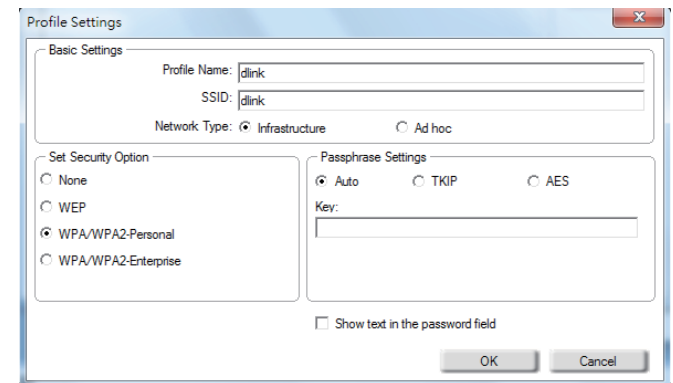 Profile Settings
x
Basic Settings
Profile Name: dlink
SSID: dlink
Network Type: Infrastructure Ad hoc
Set Security Option
None
WEP
WPA/WPA2-Personal
WPA/WPA2-Enterprise
Passphrase Settings
Auto TKIP AES
Key:
Show text in the password field
OK Cancel